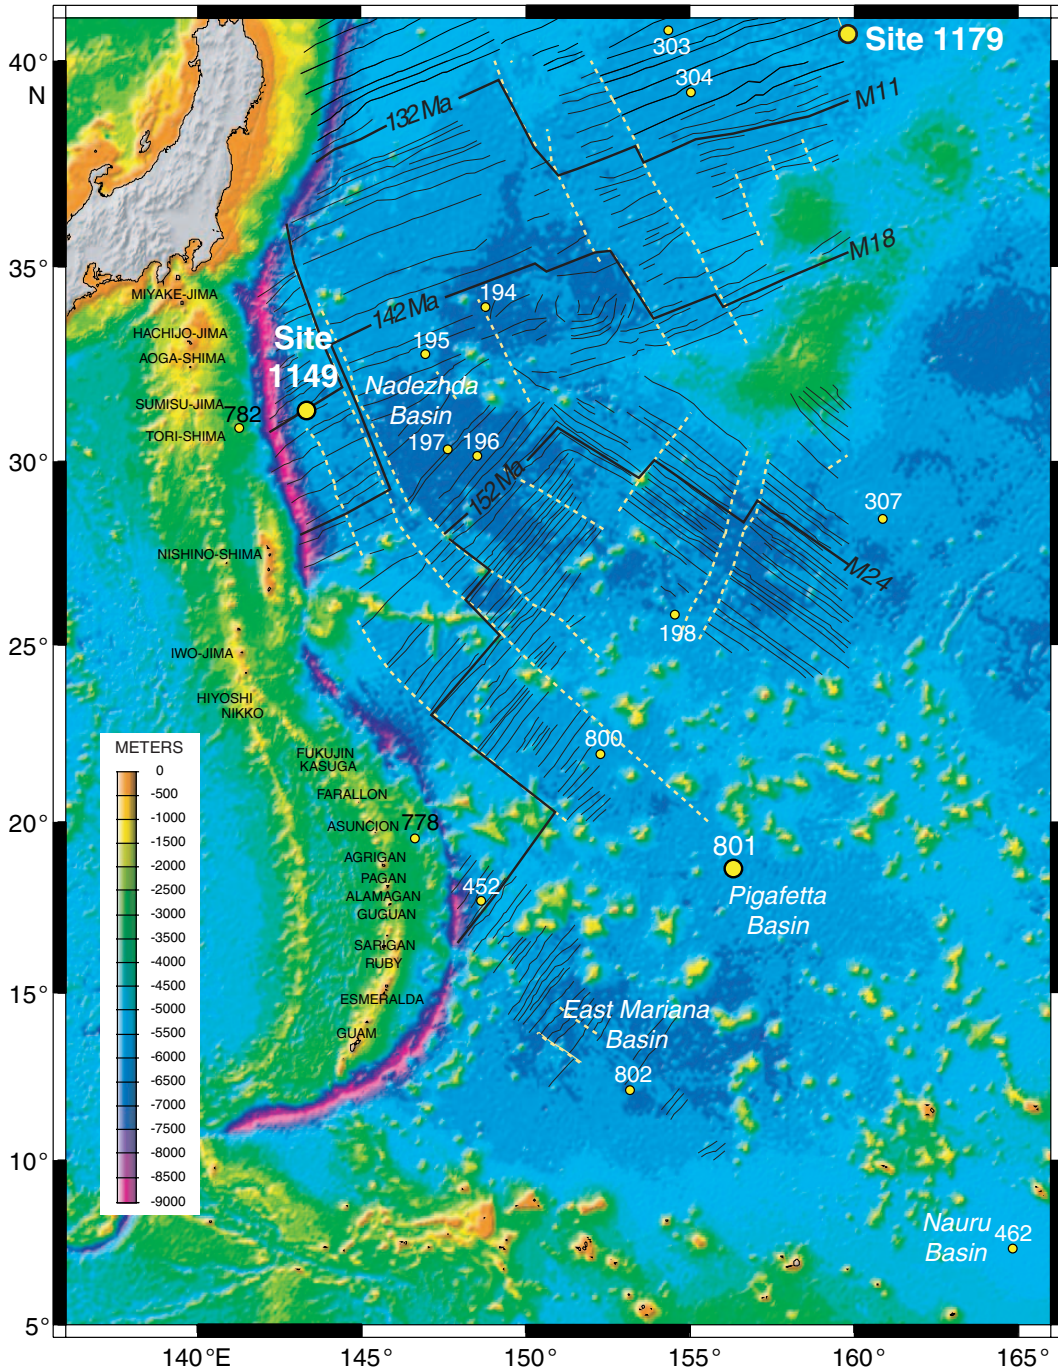 40°
N
35°
30°
25°
20°
15°
10°
5°
140°E
145°
150°
155°
160°
165°
303
Site 1179
304
M11
132 Ma
M18
142 Ma
194
195
MIYAKE-JIMA
HACHIJO-JIMA
AOGA-SHIMA
SUMISU-JIMA
782
TORI-SHIMA
Site
1149
Nadezhda
Basin
197
196
152 Ma
307
M24
198
NISHINO-SHIMA
IWO-JIMA
HIYOSHI
NIKKO
FUKUJIN
KASUGA
FARALLON
ASUNCION
778
AGRIGAN
PAGAN
ALAMAGAN
GUGUAN
SARIGAN
RUBY
ESMERALDA
GUAM
800
801
Pigafetta
Basin
452
East Mariana
Basin
802
Nauru
Basin
462
METERS
0
-500
-1000
-1500
-2000
-2500
-3000
-3500
-4000
-4500
-5000
-5500
-6000
-6500
-7000
-7500
-8000
-8500
-9000